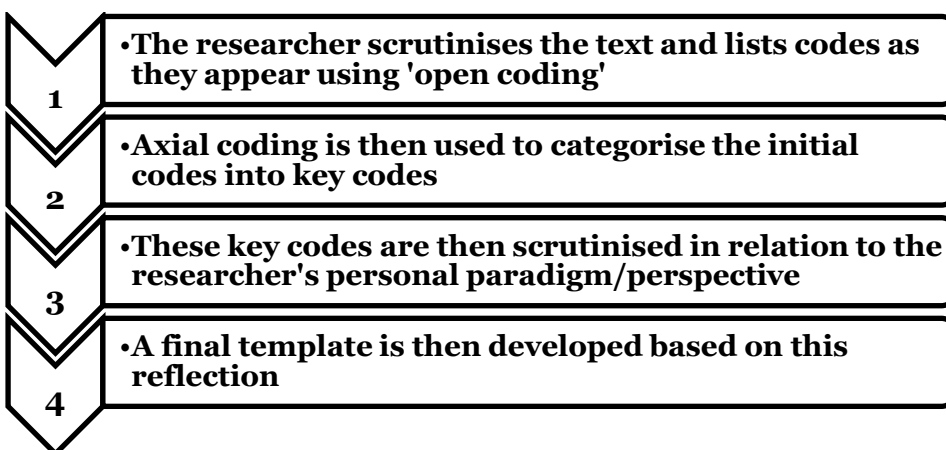 •The researcher scrutinises the text and lists codes as
they appear using 'open coding'
1
•Axial coding is then used to categorise the initial
codes into key codes
2
•These key codes are then scrutinised in relation to the
researcher's personal paradigm/perspective
3
•A final template is then developed based on this
reflection
4